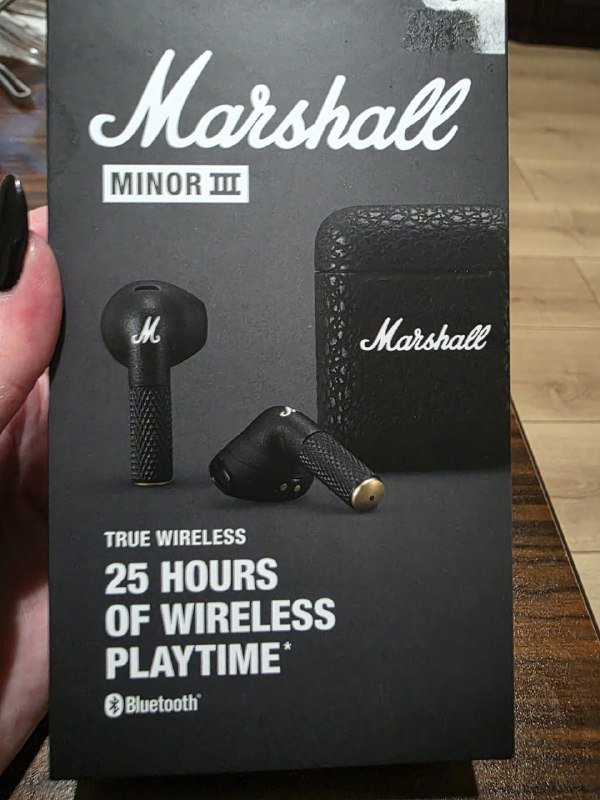 Marshall
MINOR III
M
Marshall
TRUE WIRELESS
25 HOURS
OF WIRELESS
PLAYTIME*
Bluetooth®